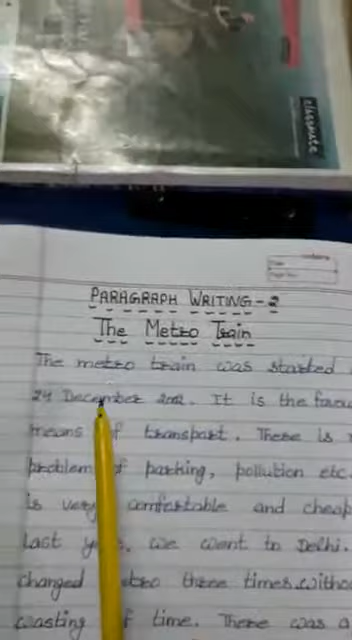 classmate
PARAGRAPH WRITING - 2
The Metro Train
The metro train was started
24 December 2002. It is the
means of transport. There is
problem of parking, pollution etc.
is very comfortable and cheap
last year, we went to Delhi.
changed metro three times.
wasting of time. There was a